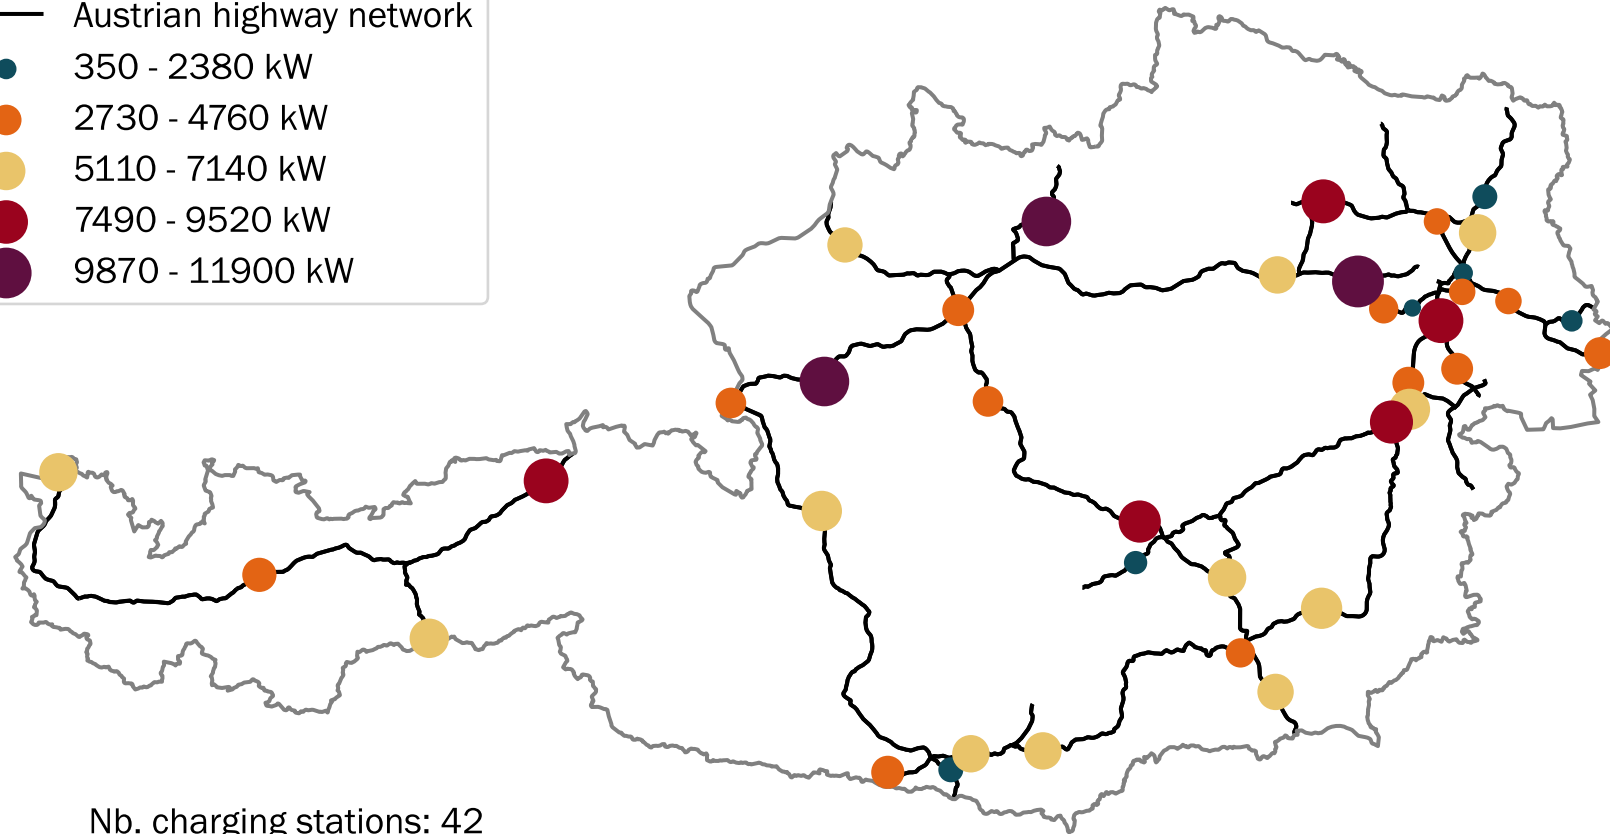 Austrian highway network
350 - 2380 kW
2730 - 4760 kW
5110 - 7140 kW
7490 - 9520 kW
9870 - 11900 kW
Nb. charging stations: 42